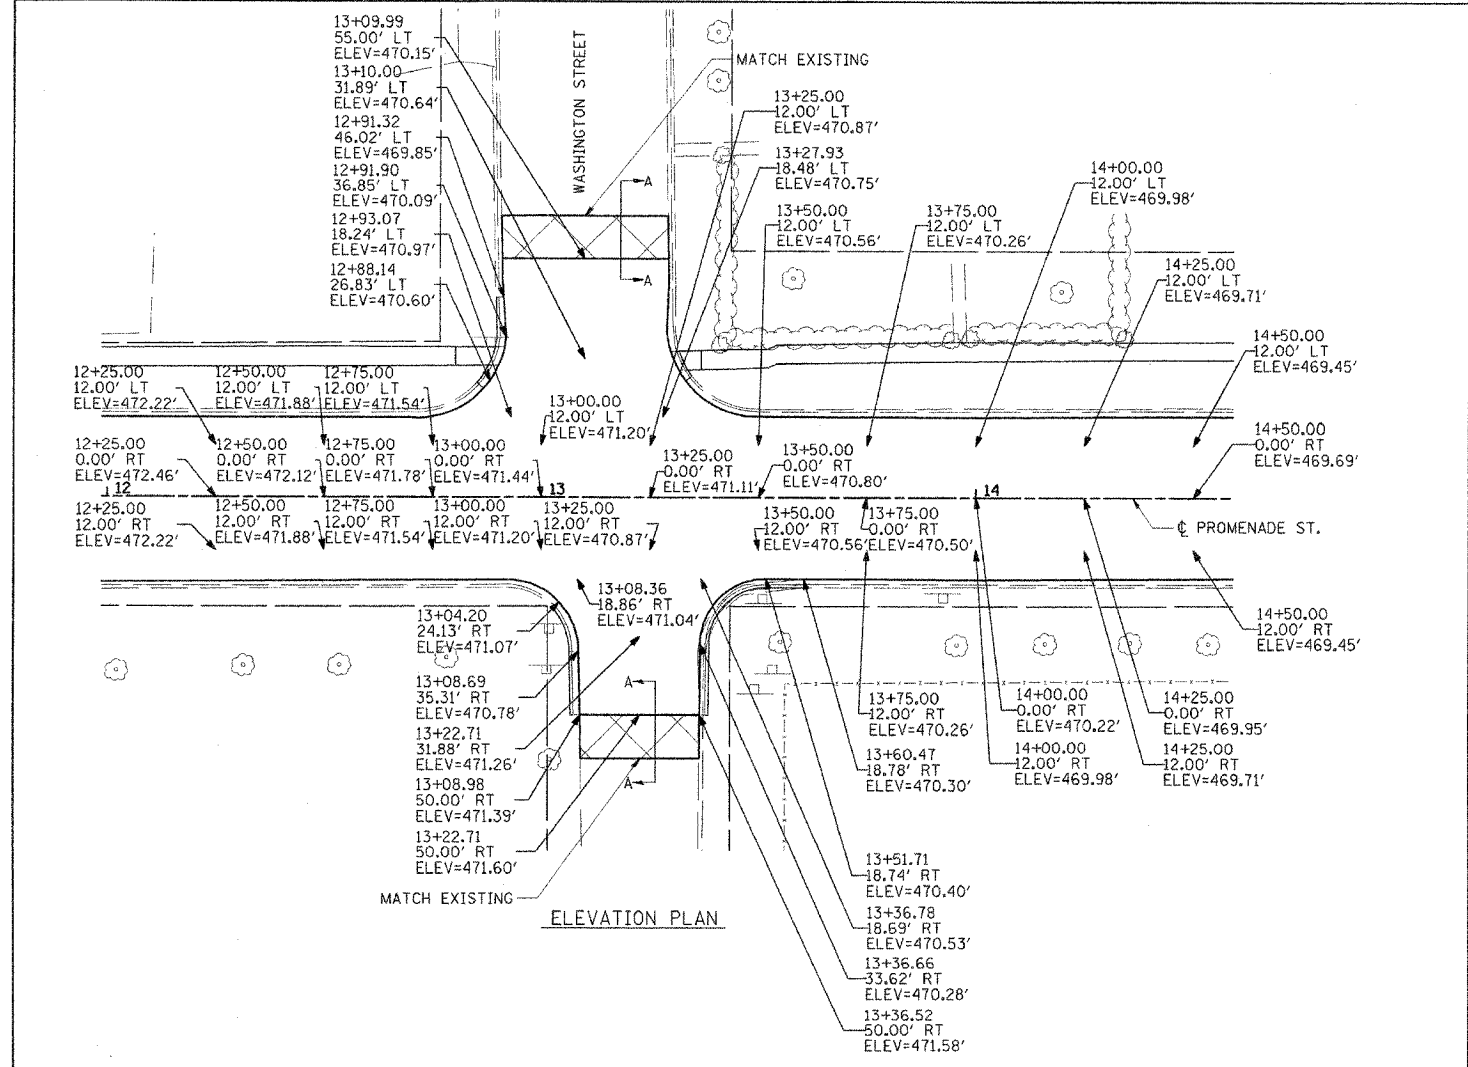 13+09.99
55.00' LT
ELEV=470.15'
13+10.00
31.89' LT
ELEV=470.64'
12+91.32
46.02' LT
ELEV=469.85'
12+91.90
36.85' LT
ELEV=470.09'
12+93.07
18.24' LT
ELEV=470.97'
12+88.14
26.83' LT
ELEV=470.60'
WASHINGTON STREET
MATCH EXISTING
A
A
13+25.00
12.00' LT
ELEV=470.87'
13+27.93
18.48' LT
ELEV=470.75'
13+50.00
12.00' LT
ELEV=470.56'
13+75.00
12.00' LT
ELEV=470.26'
14+00.00
12.00' LT
ELEV=469.98'
14+25.00
12.00' LT
ELEV=469.71'
14+50.00
12.00' LT
ELEV=469.45'
12+25.00
12.00' LT
ELEV=472.22'
12+50.00
12.00' LT
ELEV=471.88'
12+75.00
12.00' LT
ELEV=471.54'
13+00.00
12.00' LT
ELEV=471.20'
12+25.00
0.00' RT
ELEV=472.46'
12+50.00
0.00' RT
ELEV=472.12'
12+75.00
0.00' RT
ELEV=471.78'
13+00.00
0.00' RT
ELEV=471.44'
13+25.00
0.00' RT
ELEV=471.11'
13+50.00
0.00' RT
ELEV=470.80'
14+50.00
0.00' RT
ELEV=469.69'
12
13
14
12+25.00
12.00' RT
ELEV=472.22'
12+50.00
12.00' RT
ELEV=471.88'
12+75.00
12.00' RT
ELEV=471.54'
13+00.00
12.00' RT
ELEV=471.20'
13+25.00
12.00' RT
ELEV=470.87'
13+50.00
12.00' RT
ELEV=470.56'
13+75.00
0.00' RT
ELEV=470.50'
℄ PROMENADE ST.
13+08.36
18.86' RT
ELEV=471.04'
13+04.20
24.13' RT
ELEV=471.07'
13+08.69
35.31' RT
ELEV=470.78'
13+22.71
31.88' RT
ELEV=471.26'
13+08.98
50.00' RT
ELEV=471.39'
13+22.71
50.00' RT
ELEV=471.60'
MATCH EXISTING
A
A
14+50.00
12.00' RT
ELEV=469.45'
13+75.00
12.00' RT
ELEV=470.26'
14+00.00
0.00' RT
ELEV=470.22'
14+25.00
0.00' RT
ELEV=469.95'
13+60.47
18.78' RT
ELEV=470.30'
14+00.00
12.00' RT
ELEV=469.98'
14+25.00
12.00' RT
ELEV=469.71'
13+51.71
18.74' RT
ELEV=470.40'
13+36.78
18.69' RT
ELEV=470.53'
13+36.66
33.62' RT
ELEV=470.28'
13+36.52
50.00' RT
ELEV=471.58'
ELEVATION PLAN